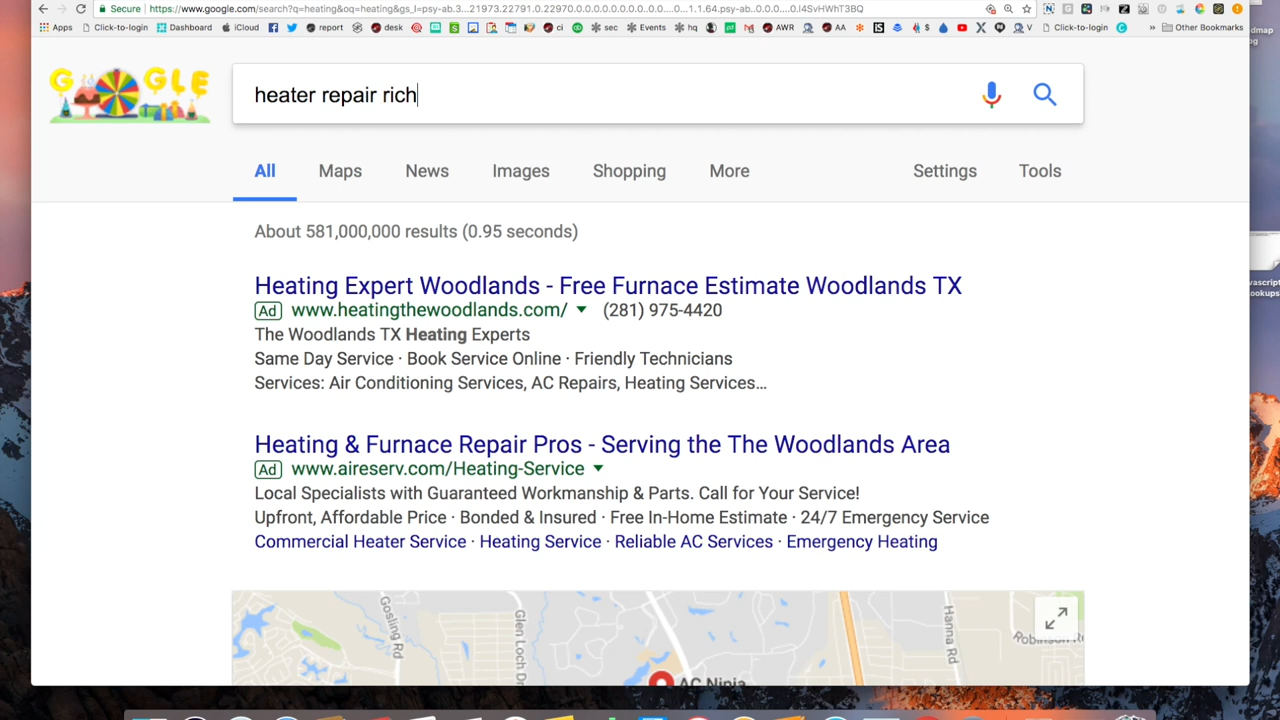 Secure https://www.google.com/search?q=heating&oq=heating&gs_l=psy-ab.3...21973.22791.0.22970.0.0.0.0.0.0.0.0..0.0....0...1.1.64.psy-ab..0.0.0....0.l4SvHWhT3BQ
Apps Click-to-login Dashboard iCloud report desk ci sec Events hq AWR AA Click-to-login » Other Bookmarks
G GLE heater repair rich
All Maps News Images Shopping More Settings Tools
About 581,000,000 results (0.95 seconds)
Heating Expert Woodlands - Free Furnace Estimate Woodlands TX
Ad www.heatingthewoodlands.com/ (281) 975-4420
The Woodlands TX Heating Experts
Same Day Service · Book Service Online · Friendly Technicians
Services: Air Conditioning Services, AC Repairs, Heating Services...
Heating & Furnace Repair Pros - Serving the The Woodlands Area
Ad www.aireserv.com/Heating-Service
Local Specialists with Guaranteed Workmanship & Parts. Call for Your Service!
Upfront, Affordable Price · Bonded & Insured · Free In-Home Estimate · 24/7 Emergency Service
Commercial Heater Service · Heating Service · Reliable AC Services · Emergency Heating
Gosling Rd
Glen Loch D
Hanna Rd
Robinson R
AC Ninja